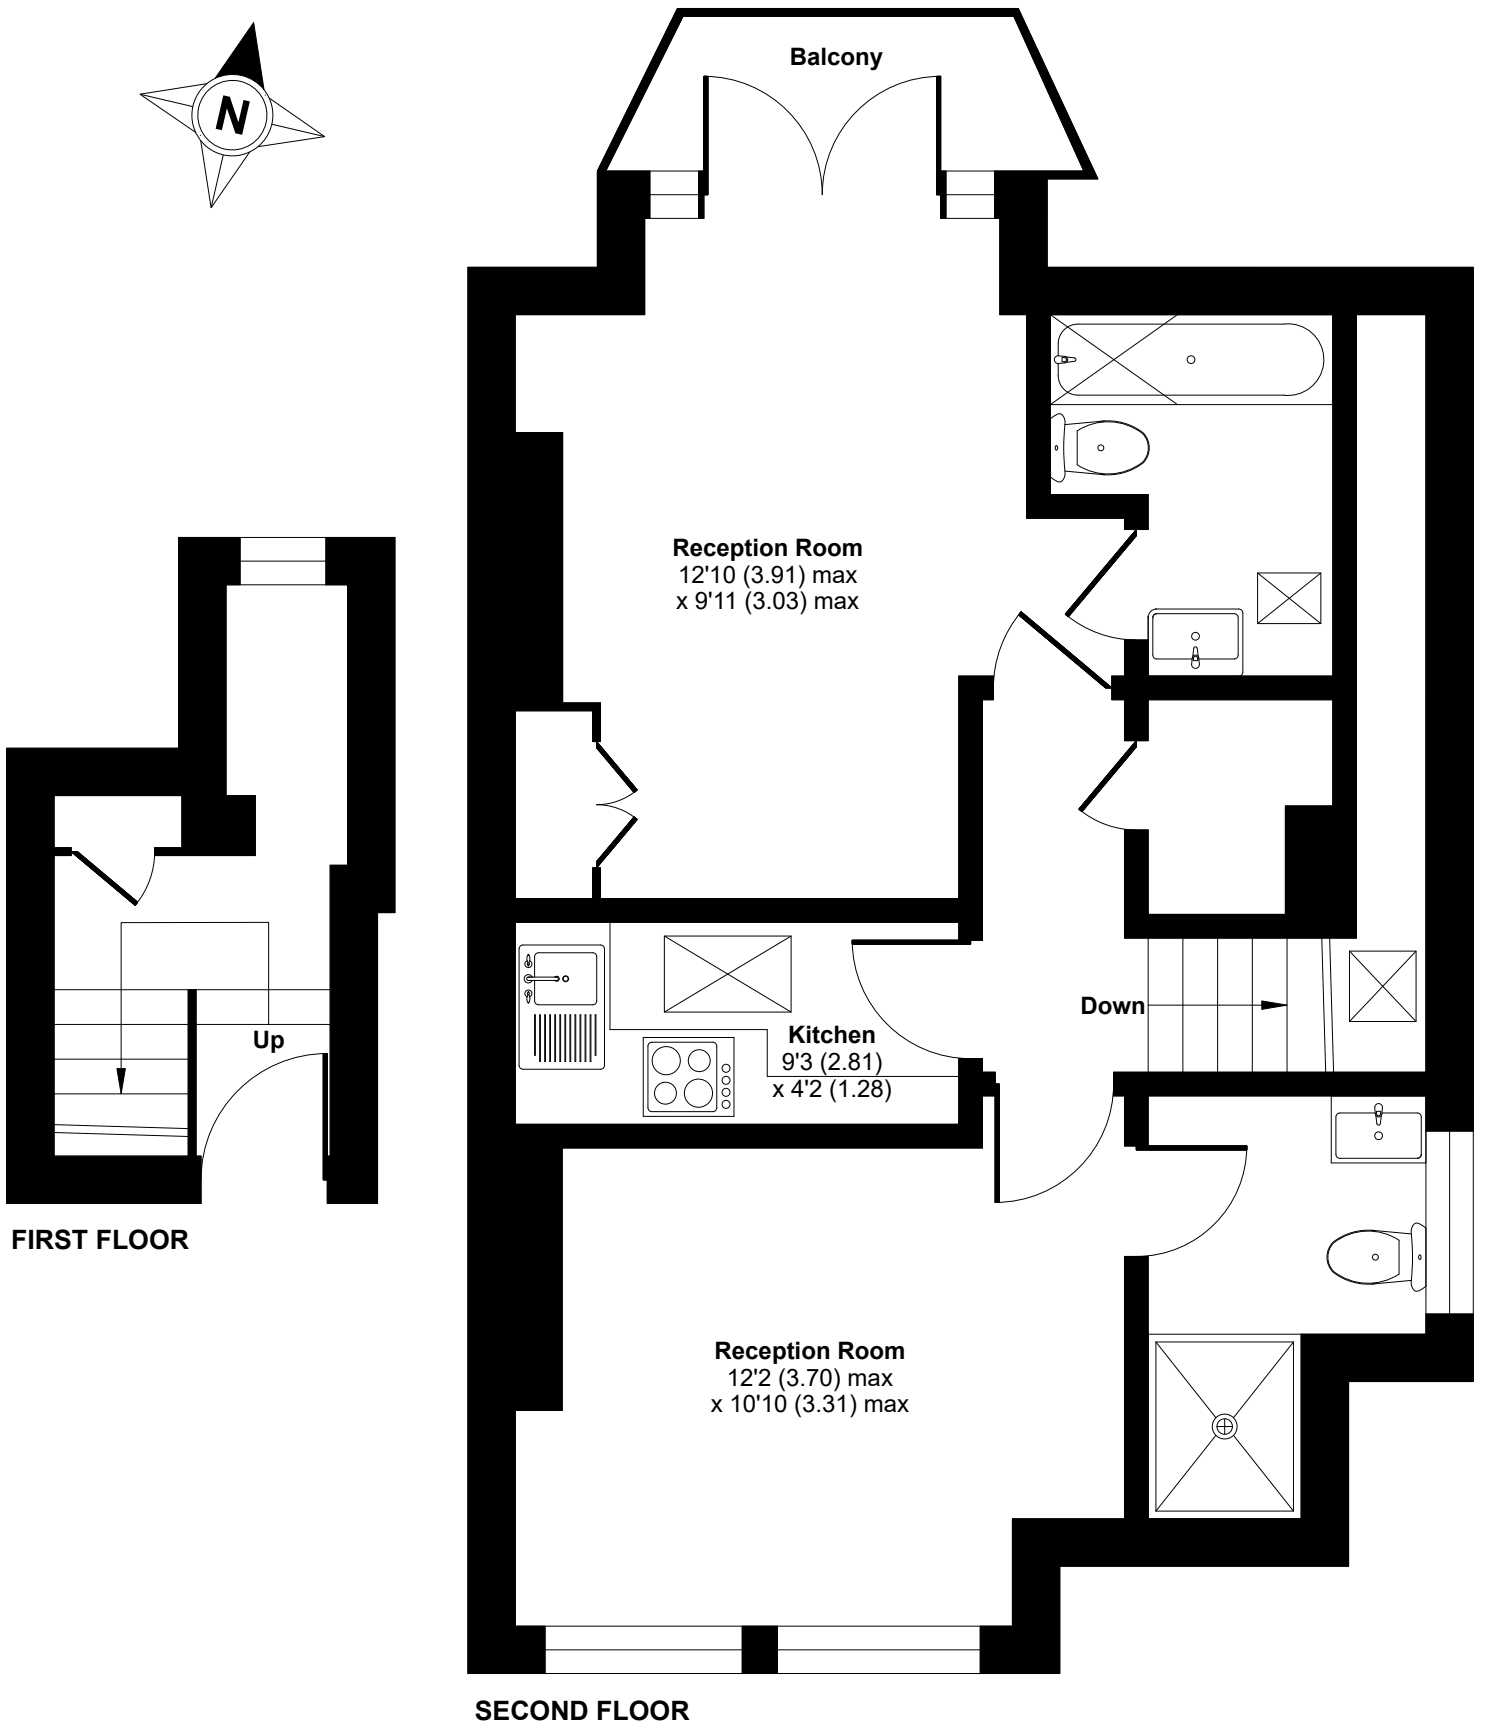 N
Balcony
Reception Room
12'10 (3.91) max
x 9'11 (3.03) max
Down
Kitchen
9'3 (2.81)
x 4'2 (1.28)
Up
FIRST FLOOR
Reception Room
12'2 (3.70) max
x 10'10 (3.31) max
SECOND FLOOR